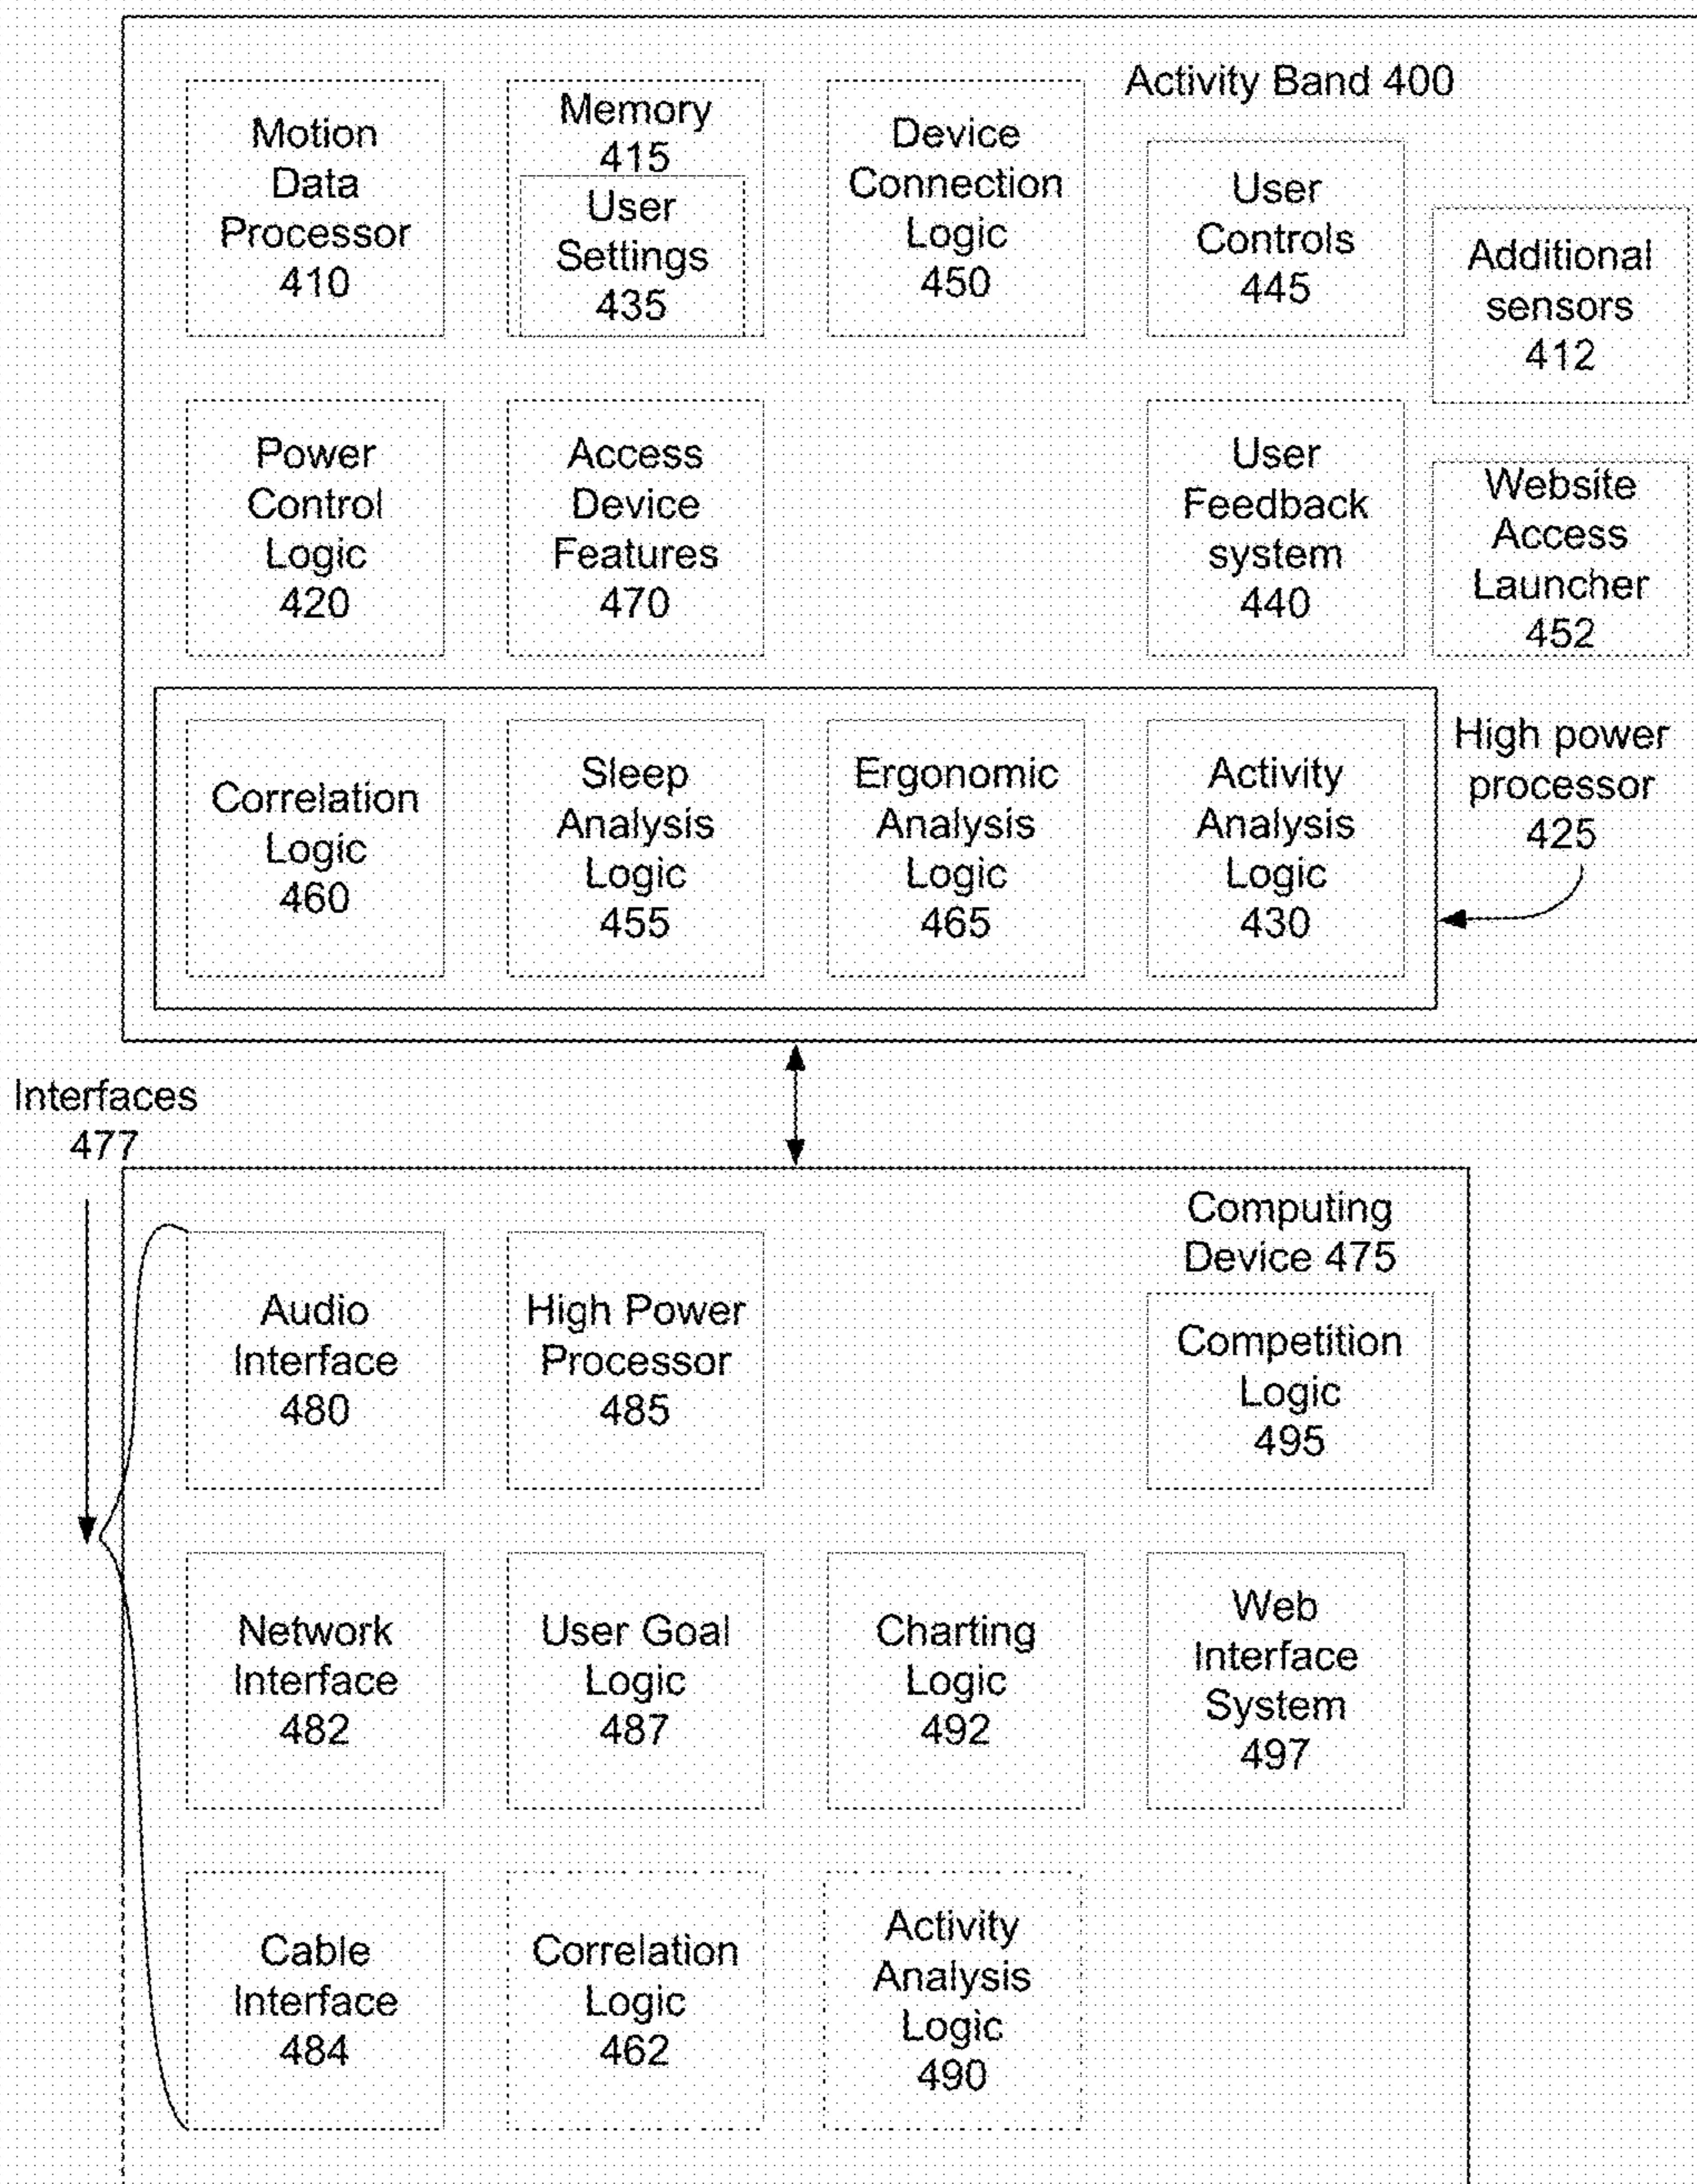 Activity Band 400
Motion
Data
Processor
410
Memory
415
User
Settings
435
Device
Connection
Logic
450
User
Controls
445
Additional
sensors
412
Power
Control
Logic
420
Access
Device
Features
470
User
Feedback
system
440
Website
Access
Launcher
452
Correlation
Logic
460
Sleep
Analysis
Logic
455
Ergonomic
Analysis
Logic
465
Activity
Analysis
Logic
430
High power
processor
425
Interfaces
477
Computing
Device 475
Audio
Interface
480
High Power
Processor
485
Competition
Logic
495
Network
Interface
482
User Goal
Logic
487
Charting
Logic
492
Web
Interface
System
497
Cable
Interface
484
Correlation
Logic
462
Activity
Analysis
Logic
490